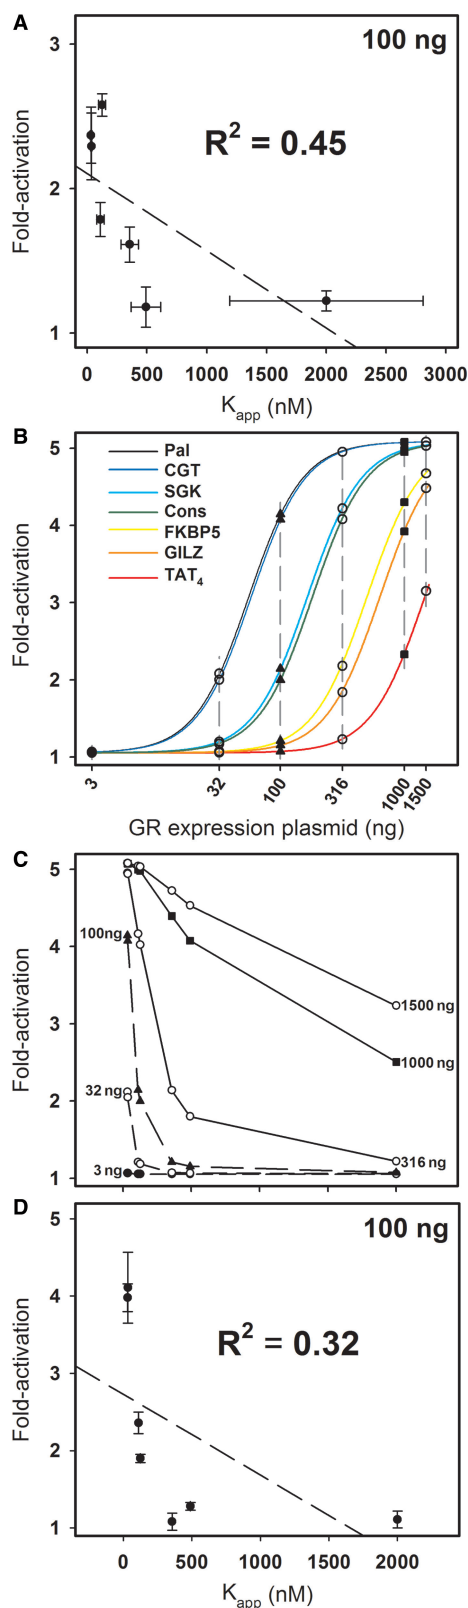 A
100 ng
R² = 0.45
Fold-activation
3
2
1
0 500 1000 1500 2000 2500 3000
Kapp (nM)
B
Pal
CGT
SGK
Cons
FKBP5
GILZ
TAT₄
Fold-activation
5
4
3
2
1
3 32 100 316 1000 1500
GR expression plasmid (ng)
C
Fold-activation
5
4
3
2
1
100ng
32 ng
3 ng
1500 ng
1000 ng
316 ng
D
100 ng
R² = 0.32
Fold-activation
5
4
3
2
1
0 500 1000 1500 2000
Kapp (nM)